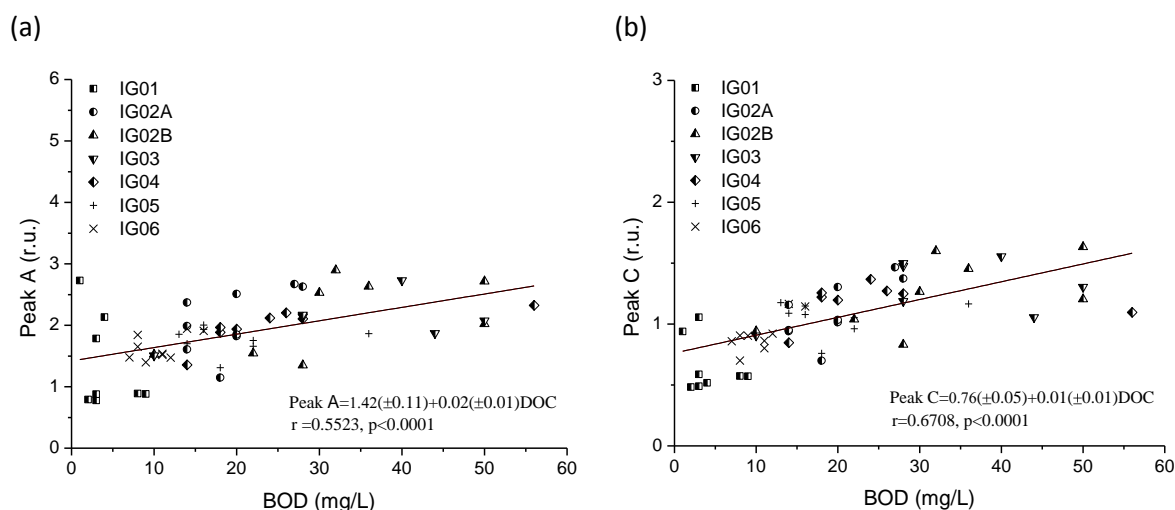 (a)
6
5
4
3
2
1
0
Peak A (r.u.)
IG01
IG02A
IG02B
IG03
IG04
IG05
IG06
Peak A=1.42(±0.11)+0.02(±0.01)DOC
r =0.5523, p<0.0001
0 10 20 30 40 50 60
BOD (mg/L)
(b)
3
2
1
0
Peak C (r.u.)
IG01
IG02A
IG02B
IG03
IG04
IG05
IG06
Peak C=0.76(±0.05)+0.01(±0.01)DOC
r=0.6708, p<0.0001
0 10 20 30 40 50 60
BOD (mg/L)